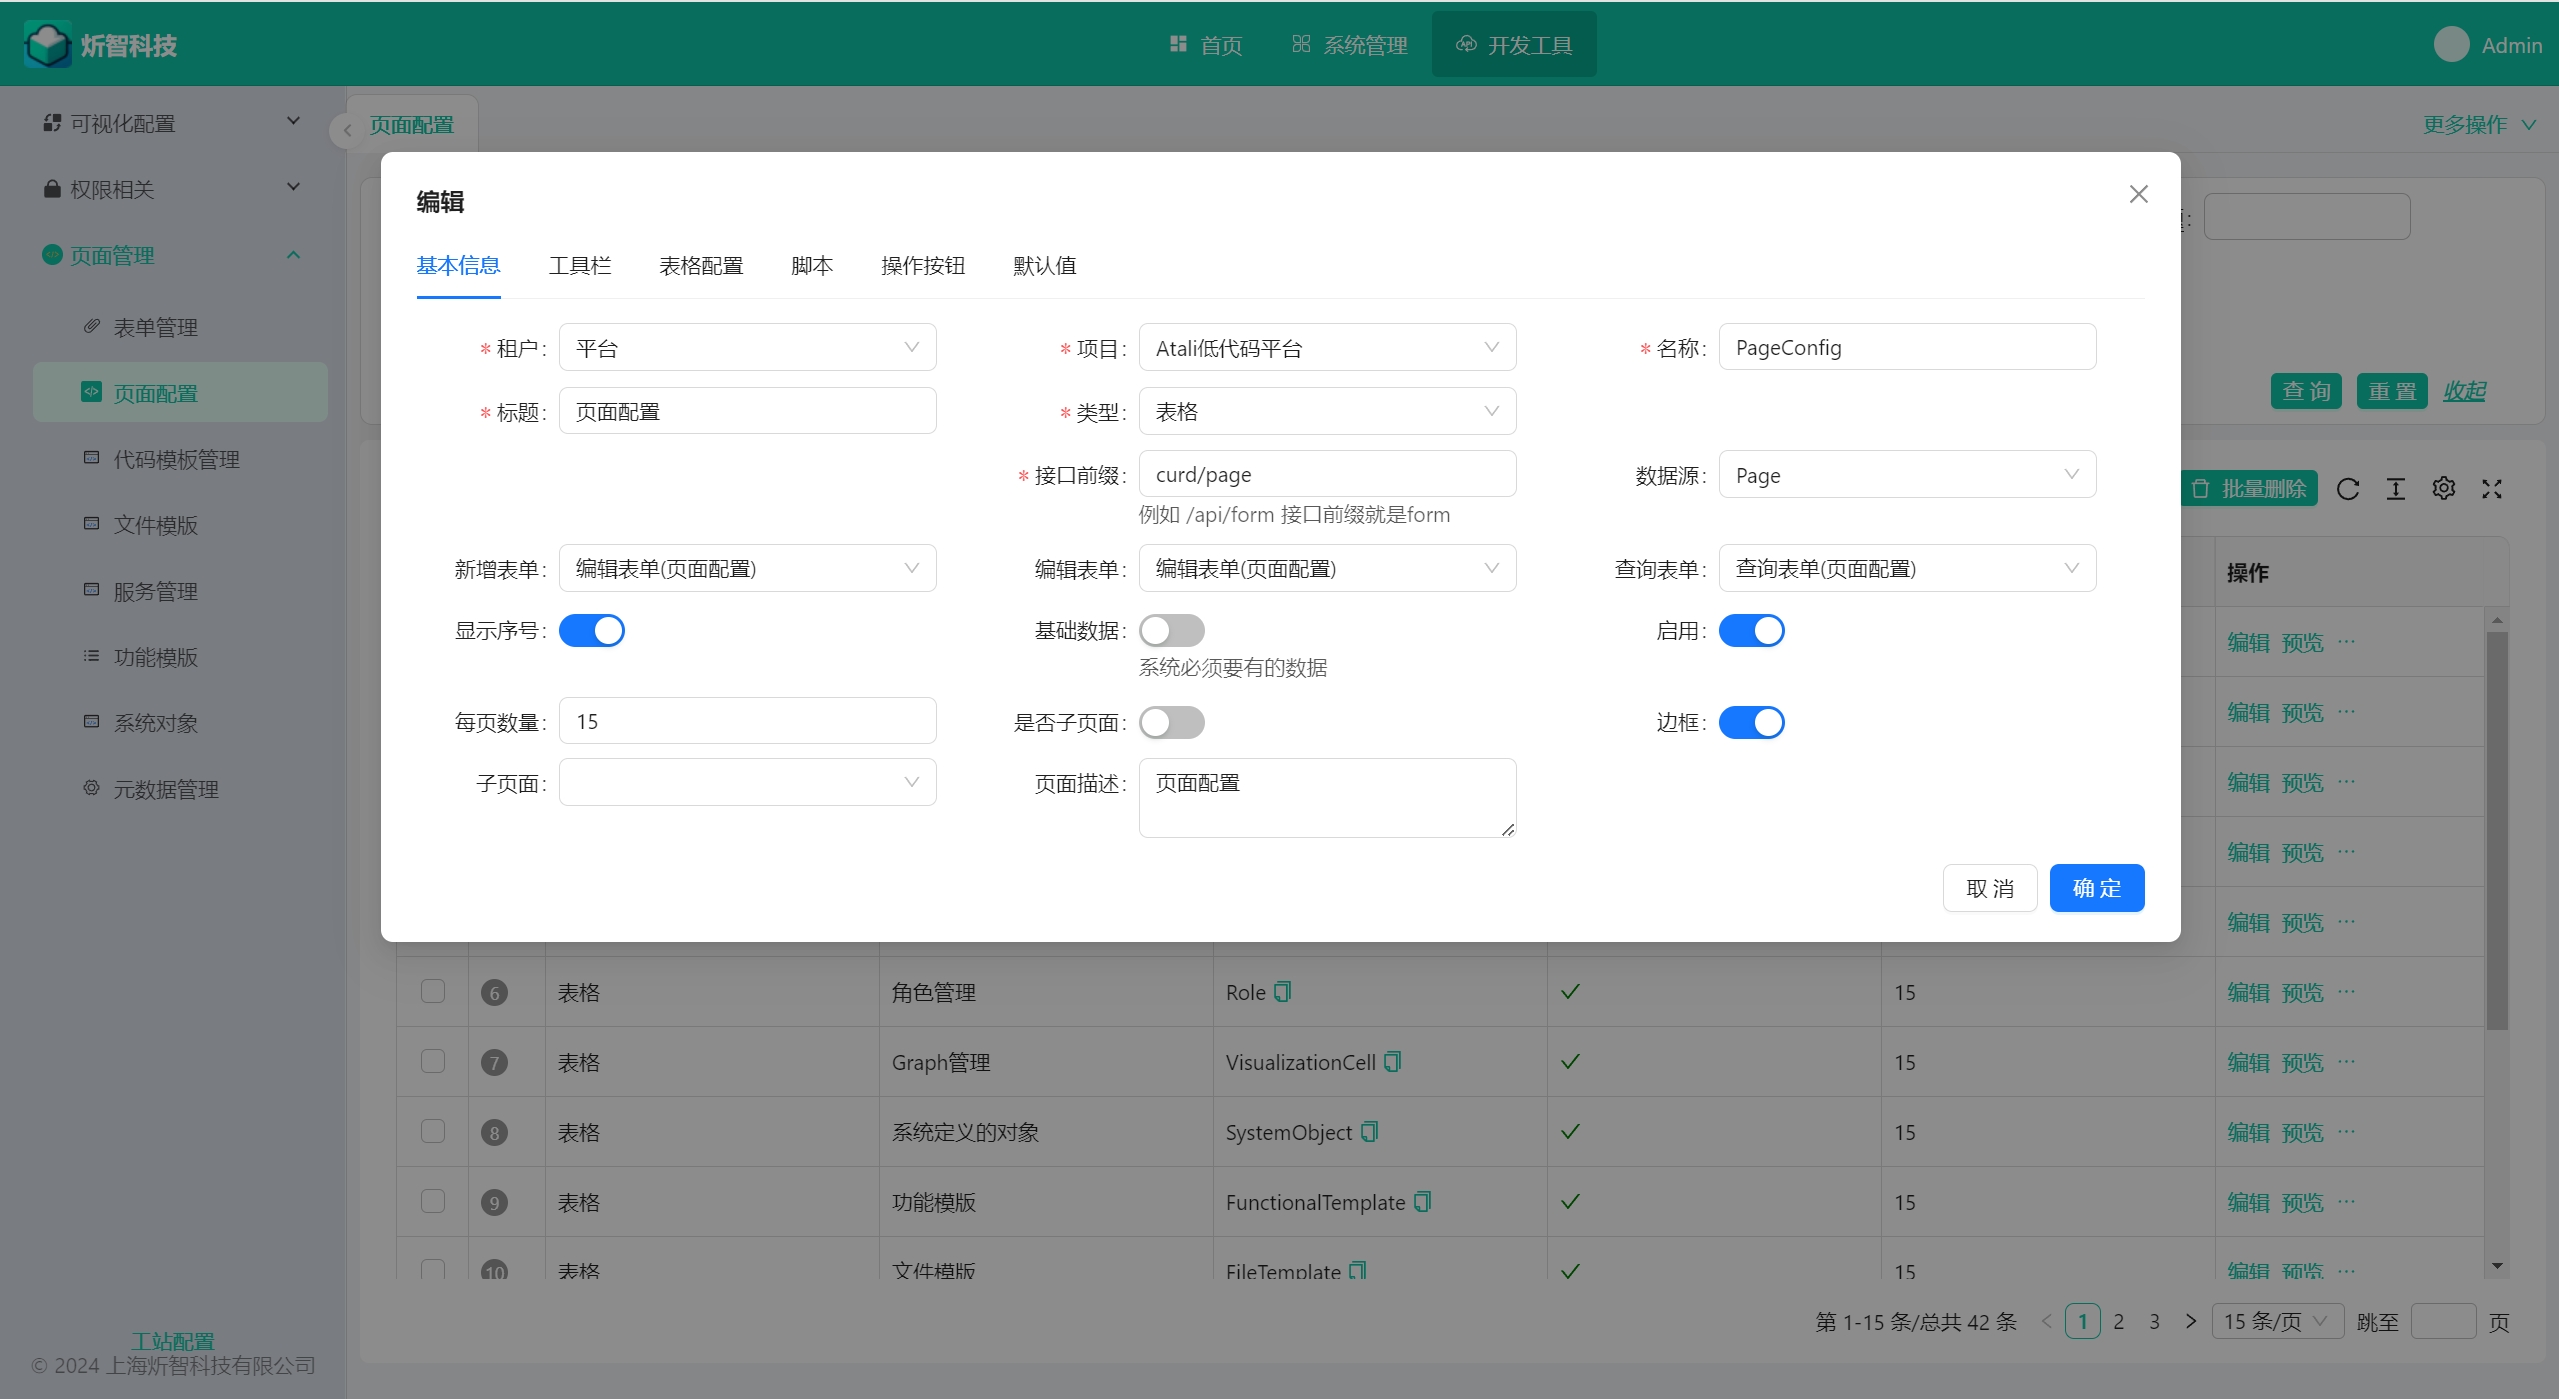 炘智科技
首页
系统管理
开发工具
Admin
可视化配置
权限相关
页面管理
表单管理
页面配置
代码模板管理
文件模版
服务管理
功能模版
系统对象
元数据管理
工站配置
© 2024 上海炘智科技有限公司
页面配置
更多操作
编辑
基本信息 工具栏 表格配置 脚本 操作按钮 默认值
* 租户: 平台
* 项目: Atali低代码平台
* 名称: PageConfig
* 标题: 页面配置
* 类型: 表格
* 接口前缀: curd/page
例如 /api/form 接口前缀就是form
数据源: Page
新增表单: 编辑表单(页面配置)
编辑表单: 编辑表单(页面配置)
查询表单: 查询表单(页面配置)
显示序号:
基础数据:
系统必须要有的数据
启用:
每页数量: 15
是否子页面:
边框:
子页面:
页面描述: 页面配置
取 消
确 定
查 询
重 置
收起
批量删除
操作
编辑 预览 ···
编辑 预览 ···
编辑 预览 ···
编辑 预览 ···
编辑 预览 ···
6 表格 角色管理 Role 15 编辑 预览 ···
7 表格 Graph管理 VisualizationCell 15 编辑 预览 ···
8 表格 系统定义的对象 SystemObject 15 编辑 预览 ···
9 表格 功能模版 FunctionalTemplate 15 编辑 预览 ···
10 表格 文件模版 FileTemplate 15 编辑 预览 ···
第 1-15 条/总共 42 条 < 1 2 3 > 15 条/页 跳至 页